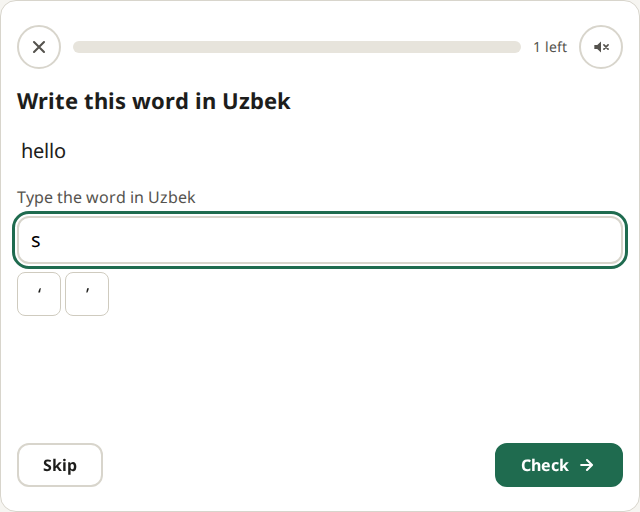 1 left
Write this word in Uzbek
hello
Type the word in Uzbek
s
‘ ’
Skip Check